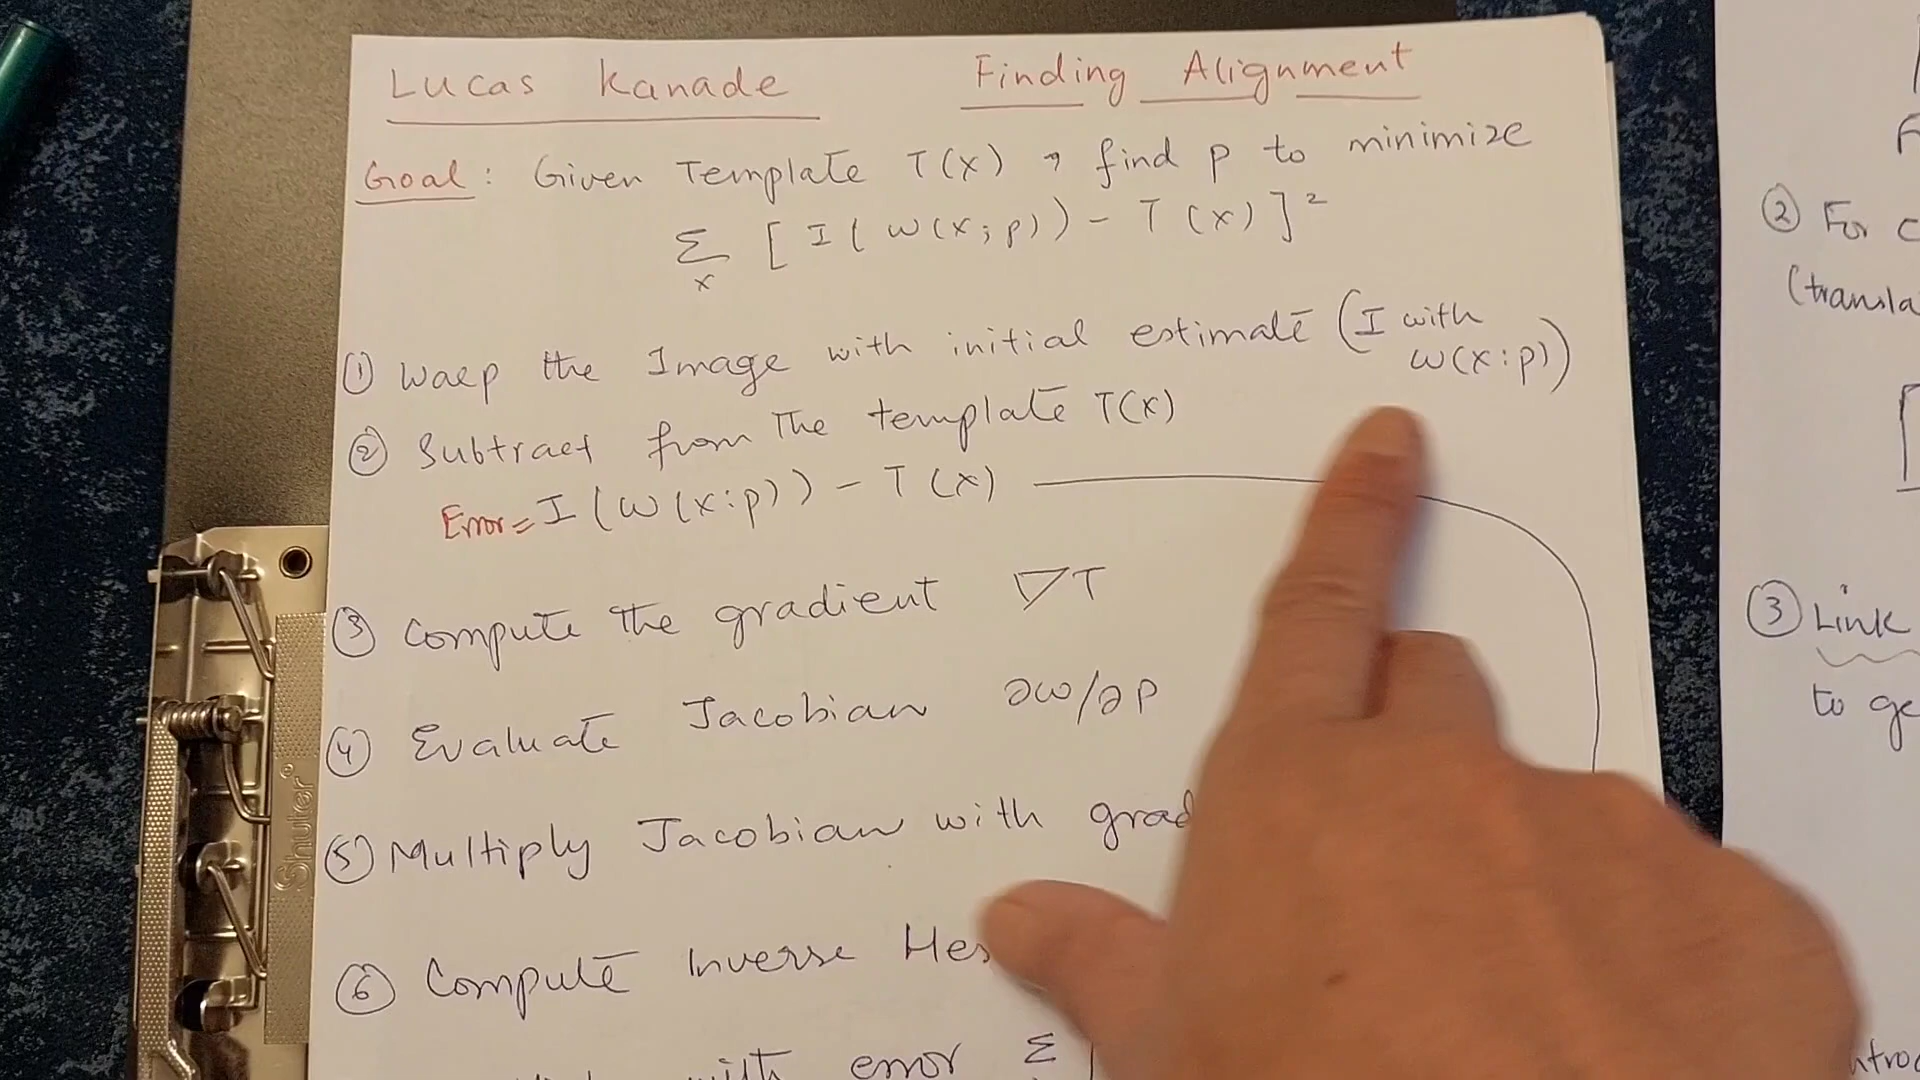 Lucas Kanade Finding Alignment
Goal: Given Template T(x) → find p to minimize
Σ [I(W(x;p)) - T(x)]²
x
① Warp the Image with initial estimate (I with
W(x:p))
② Subtract from The template T(x)
Error = I(W(x:p)) - T(x)
③ Compute The gradient ∇T
④ Evaluate Jacobian ∂W/∂P
⑤ Multiply Jacobian with grad
⑥ Compute Inverse Hes
with error Σ
② For c
(transla
③ Link
to ge
ntro
Shuter®